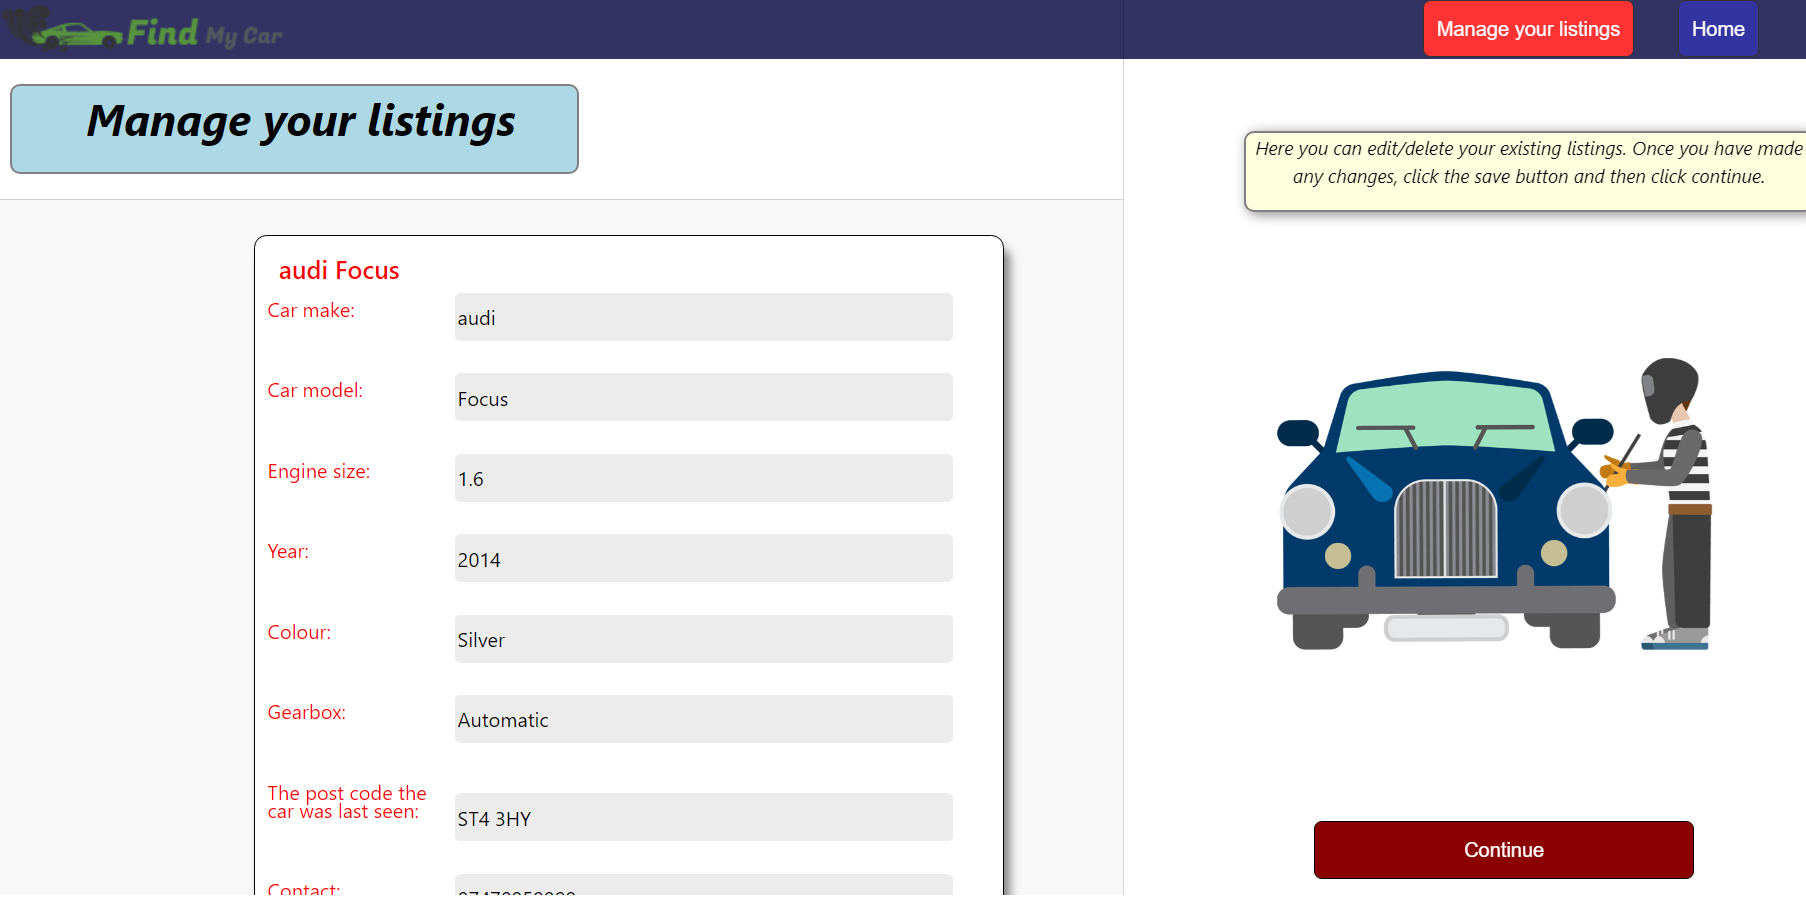 Find My Car
Manage your listings
Home
Manage your listings
Here you can edit/delete your existing listings. Once you have made
any changes, click the save button and then click continue.
audi Focus
Car make:
audi
Car model:
Focus
Engine size:
1.6
Year:
2014
Colour:
Silver
Gearbox:
Automatic
The post code the
car was last seen:
ST4 3HY
Contact:
Continue